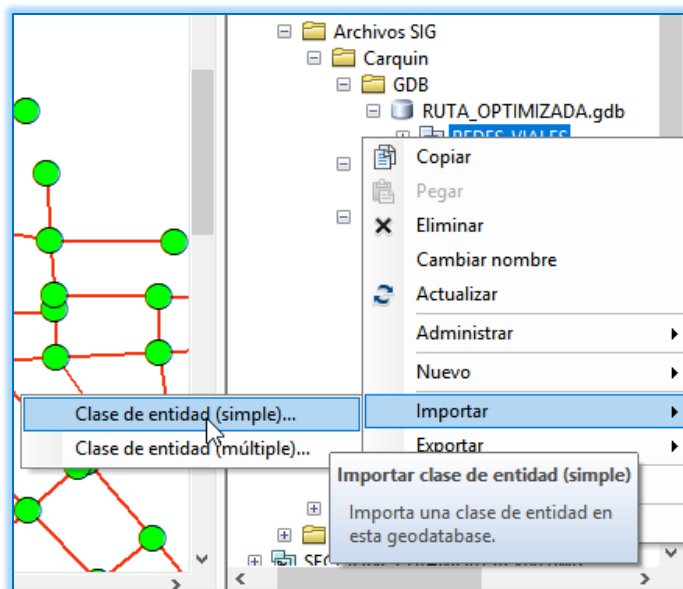 Archivos SIG
Carquin
GDB
RUTA_OPTIMIZADA.gdb
REDES_VIALES
Copiar
Pegar
Eliminar
Cambiar nombre
Actualizar
Administrar
Nuevo
Importar
Exportar
Clase de entidad (simple)...
Clase de entidad (múltiple)...
Importar clase de entidad (simple)
Importa una clase de entidad en
esta geodatabase.